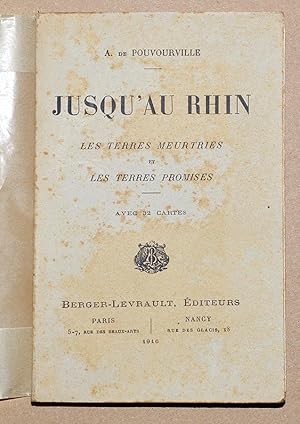 A. DE POUVOURVILLE
JUSQU'AU RHIN
LES TERRES MEURTRIES
ET
LES TERRES PROMISES
AVEC 32 CARTES
BERGER-LEVRAULT, ÉDITEURS
PARIS
5-7, RUE DES BEAUX-ARTS
NANCY
RUE DES GLACIS, 18
1916